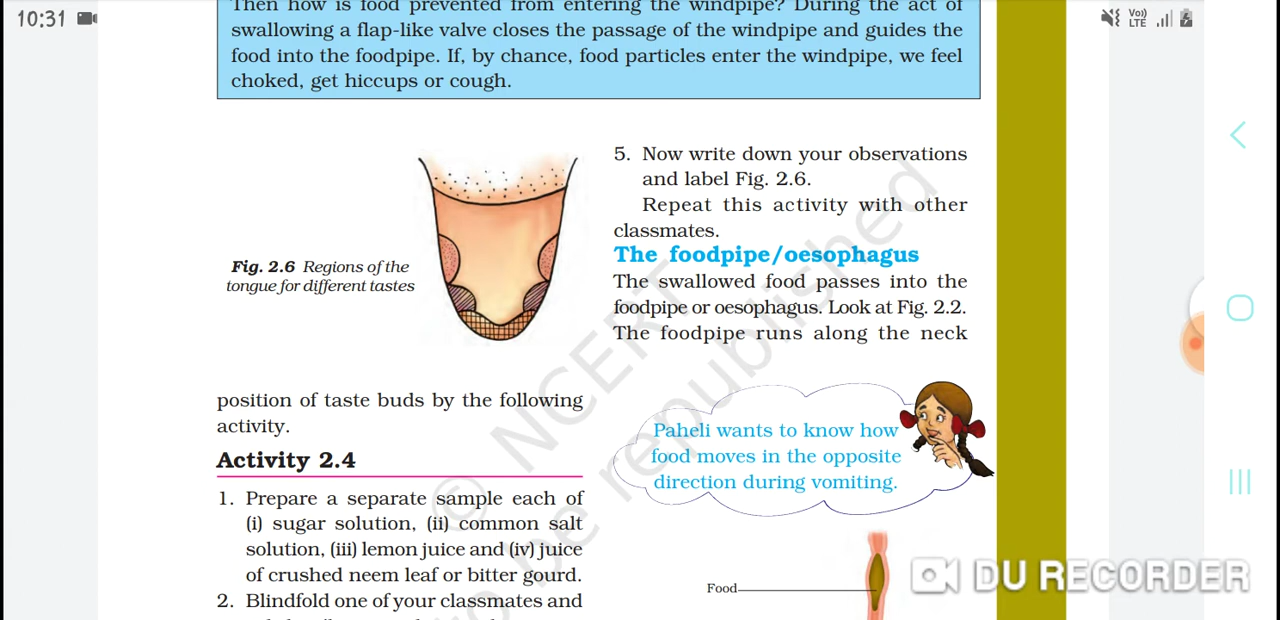 10:31
Vo))
LTE
Then how is food prevented from entering the windpipe? During the act of
swallowing a flap-like valve closes the passage of the windpipe and guides the
food into the foodpipe. If, by chance, food particles enter the windpipe, we feel
choked, get hiccups or cough.
Fig. 2.6 Regions of the
tongue for different tastes
position of taste buds by the following
activity.
Activity 2.4
1. Prepare a separate sample each of
(i) sugar solution, (ii) common salt
solution, (iii) lemon juice and (iv) juice
of crushed neem leaf or bitter gourd.
2. Blindfold one of your classmates and
5. Now write down your observations
and label Fig. 2.6.
Repeat this activity with other
classmates.
The foodpipe/oesophagus
The swallowed food passes into the
foodpipe or oesophagus. Look at Fig. 2.2.
The foodpipe runs along the neck
Paheli wants to know how
food moves in the opposite
direction during vomiting.
Food
© NCERT
to be republished
DU RECORDER